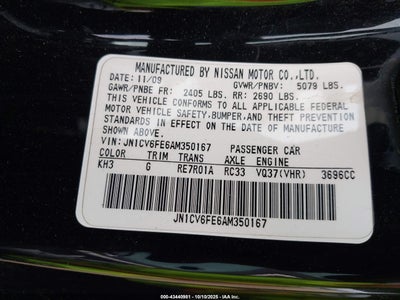 MANUFACTURED BY NISSAN MOTOR CO.,LTD.
DATE: 11/09 GVWR/PNBV: 5079 LBS.
GAWR/PNBE FR: 2405 LBS. RR: 2690 LBS.
THIS VEHICLE CONFORMS TO ALL APPLICABLE FEDERAL
MOTOR VEHICLE SAFETY,BUMPER,AND THEFT PREVENTION
STANDARDS IN EFFECT ON THE DATE OF MANUFACTURE
SHOWN ABOVE.
VIN:JN1CV6FE6AM350167 PASSENGER CAR
COLOR TRIM TRANS AXLE ENGINE
KH3 G RE7R01A RC33 VQ37(VHR) 3696CC
JN1CV6FE6AM350167
000-43440981 - 10/10/2025 - IAAI.COM